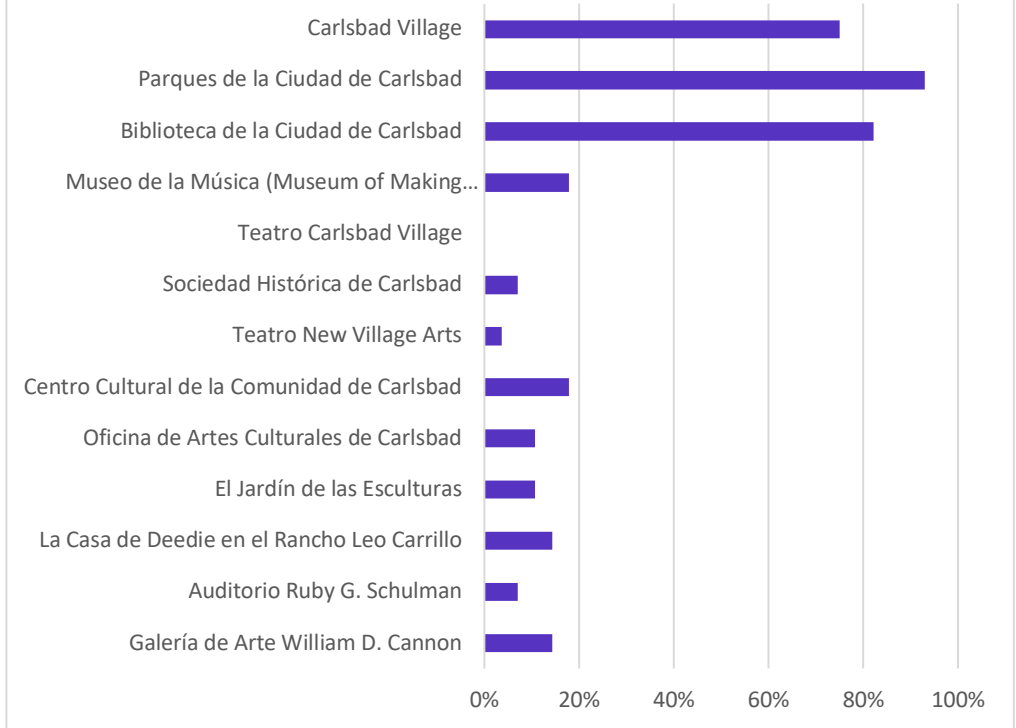 Carlsbad Village
Parques de la Ciudad de Carlsbad
Biblioteca de la Ciudad de Carlsbad
Museo de la Música (Museum of Making...
Teatro Carlsbad Village
Sociedad Histórica de Carlsbad
Teatro New Village Arts
Centro Cultural de la Comunidad de Carlsbad
Oficina de Artes Culturales de Carlsbad
El Jardín de las Esculturas
La Casa de Deedie en el Rancho Leo Carrillo
Auditorio Ruby G. Schulman
Galería de Arte William D. Cannon
0% 20% 40% 60% 80% 100%